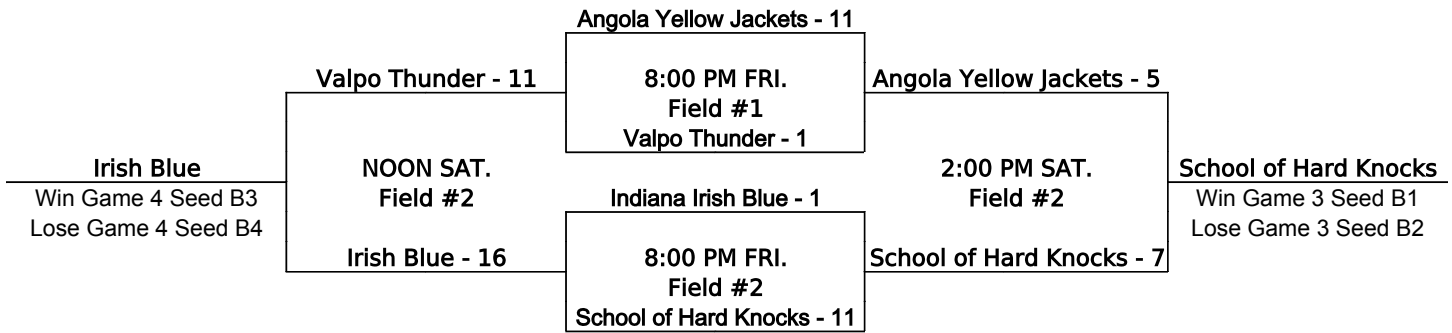 Angola Yellow Jackets - 11
Valpo Thunder - 11
8:00 PM FRI.
Angola Yellow Jackets - 5
Field #1
Valpo Thunder - 1
Irish Blue
NOON SAT.
2:00 PM SAT.
School of Hard Knocks
Win Game 4 Seed B3
Field #2
Indiana Irish Blue - 1
Field #2
Win Game 3 Seed B1
Lose Game 4 Seed B4
Lose Game 3 Seed B2
Irish Blue - 16
8:00 PM FRI.
School of Hard Knocks - 7
Field #2
School of Hard Knocks - 11